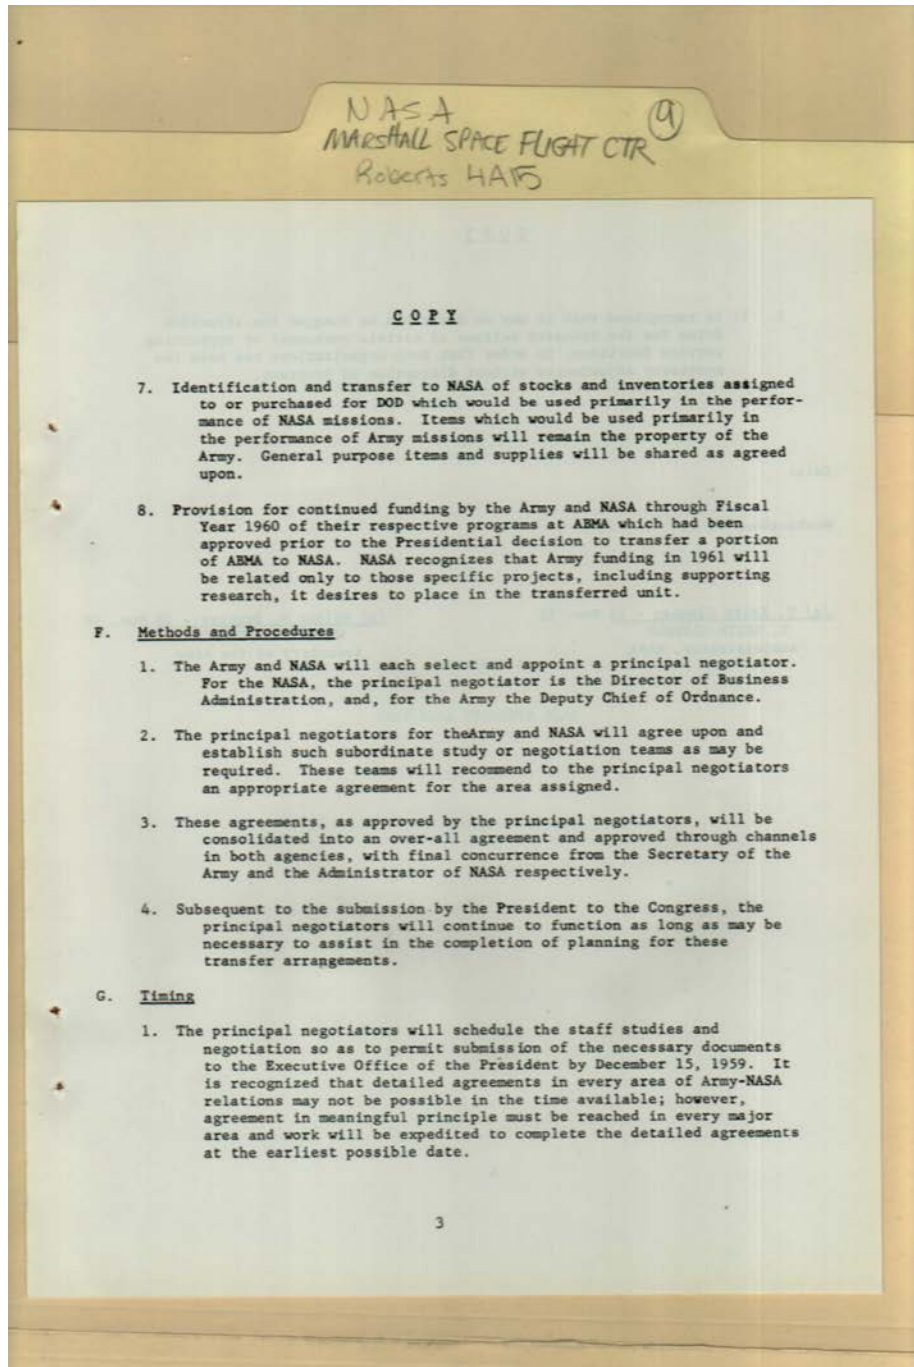 NASA
9
MARSHALL SPACE FLIGHT CTR
Roberts 4A15
COPY
7. Identification and transfer to NASA of stocks and inventories assigned
to or purchased for DOD which would be used primarily in the perfor-
mance of NASA missions. Items which would be used primarily in
the performance of Army missions will remain the property of the
Army. General purpose items and supplies will be shared as agreed
upon.
8. Provision for continued funding by the Army and NASA through Fiscal
Year 1960 of their respective programs at ABMA which had been
approved prior to the Presidential decision to transfer a portion
of ABMA to NASA. NASA recognizes that Army funding in 1961 will
be related only to those specific projects, including supporting
research, it desires to place in the transferred unit.
F. Methods and Procedures
1. The Army and NASA will each select and appoint a principal negotiator.
For the NASA, the principal negotiator is the Director of Business
Administration, and, for the Army the Deputy Chief of Ordnance.
2. The principal negotiators for theArmy and NASA will agree upon and
establish such subordinate study or negotiation teams as may be
required. These teams will recommend to the principal negotiators
an appropriate agreement for the area assigned.
3. These agreements, as approved by the principal negotiators, will be
consolidated into an over-all agreement and approved through channels
in both agencies, with final concurrence from the Secretary of the
Army and the Administrator of NASA respectively.
4. Subsequent to the submission by the President to the Congress, the
principal negotiators will continue to function as long as may be
necessary to assist in the completion of planning for these
transfer arrangements.
G. Timing
1. The principal negotiators will schedule the staff studies and
negotiation so as to permit submission of the necessary documents
to the Executive Office of the President by December 15, 1959. It
is recognized that detailed agreements in every area of Army-NASA
relations may not be possible in the time available; however,
agreement in meaningful principle must be reached in every major
area and work will be expedited to complete the detailed agreements
at the earliest possible date.
3